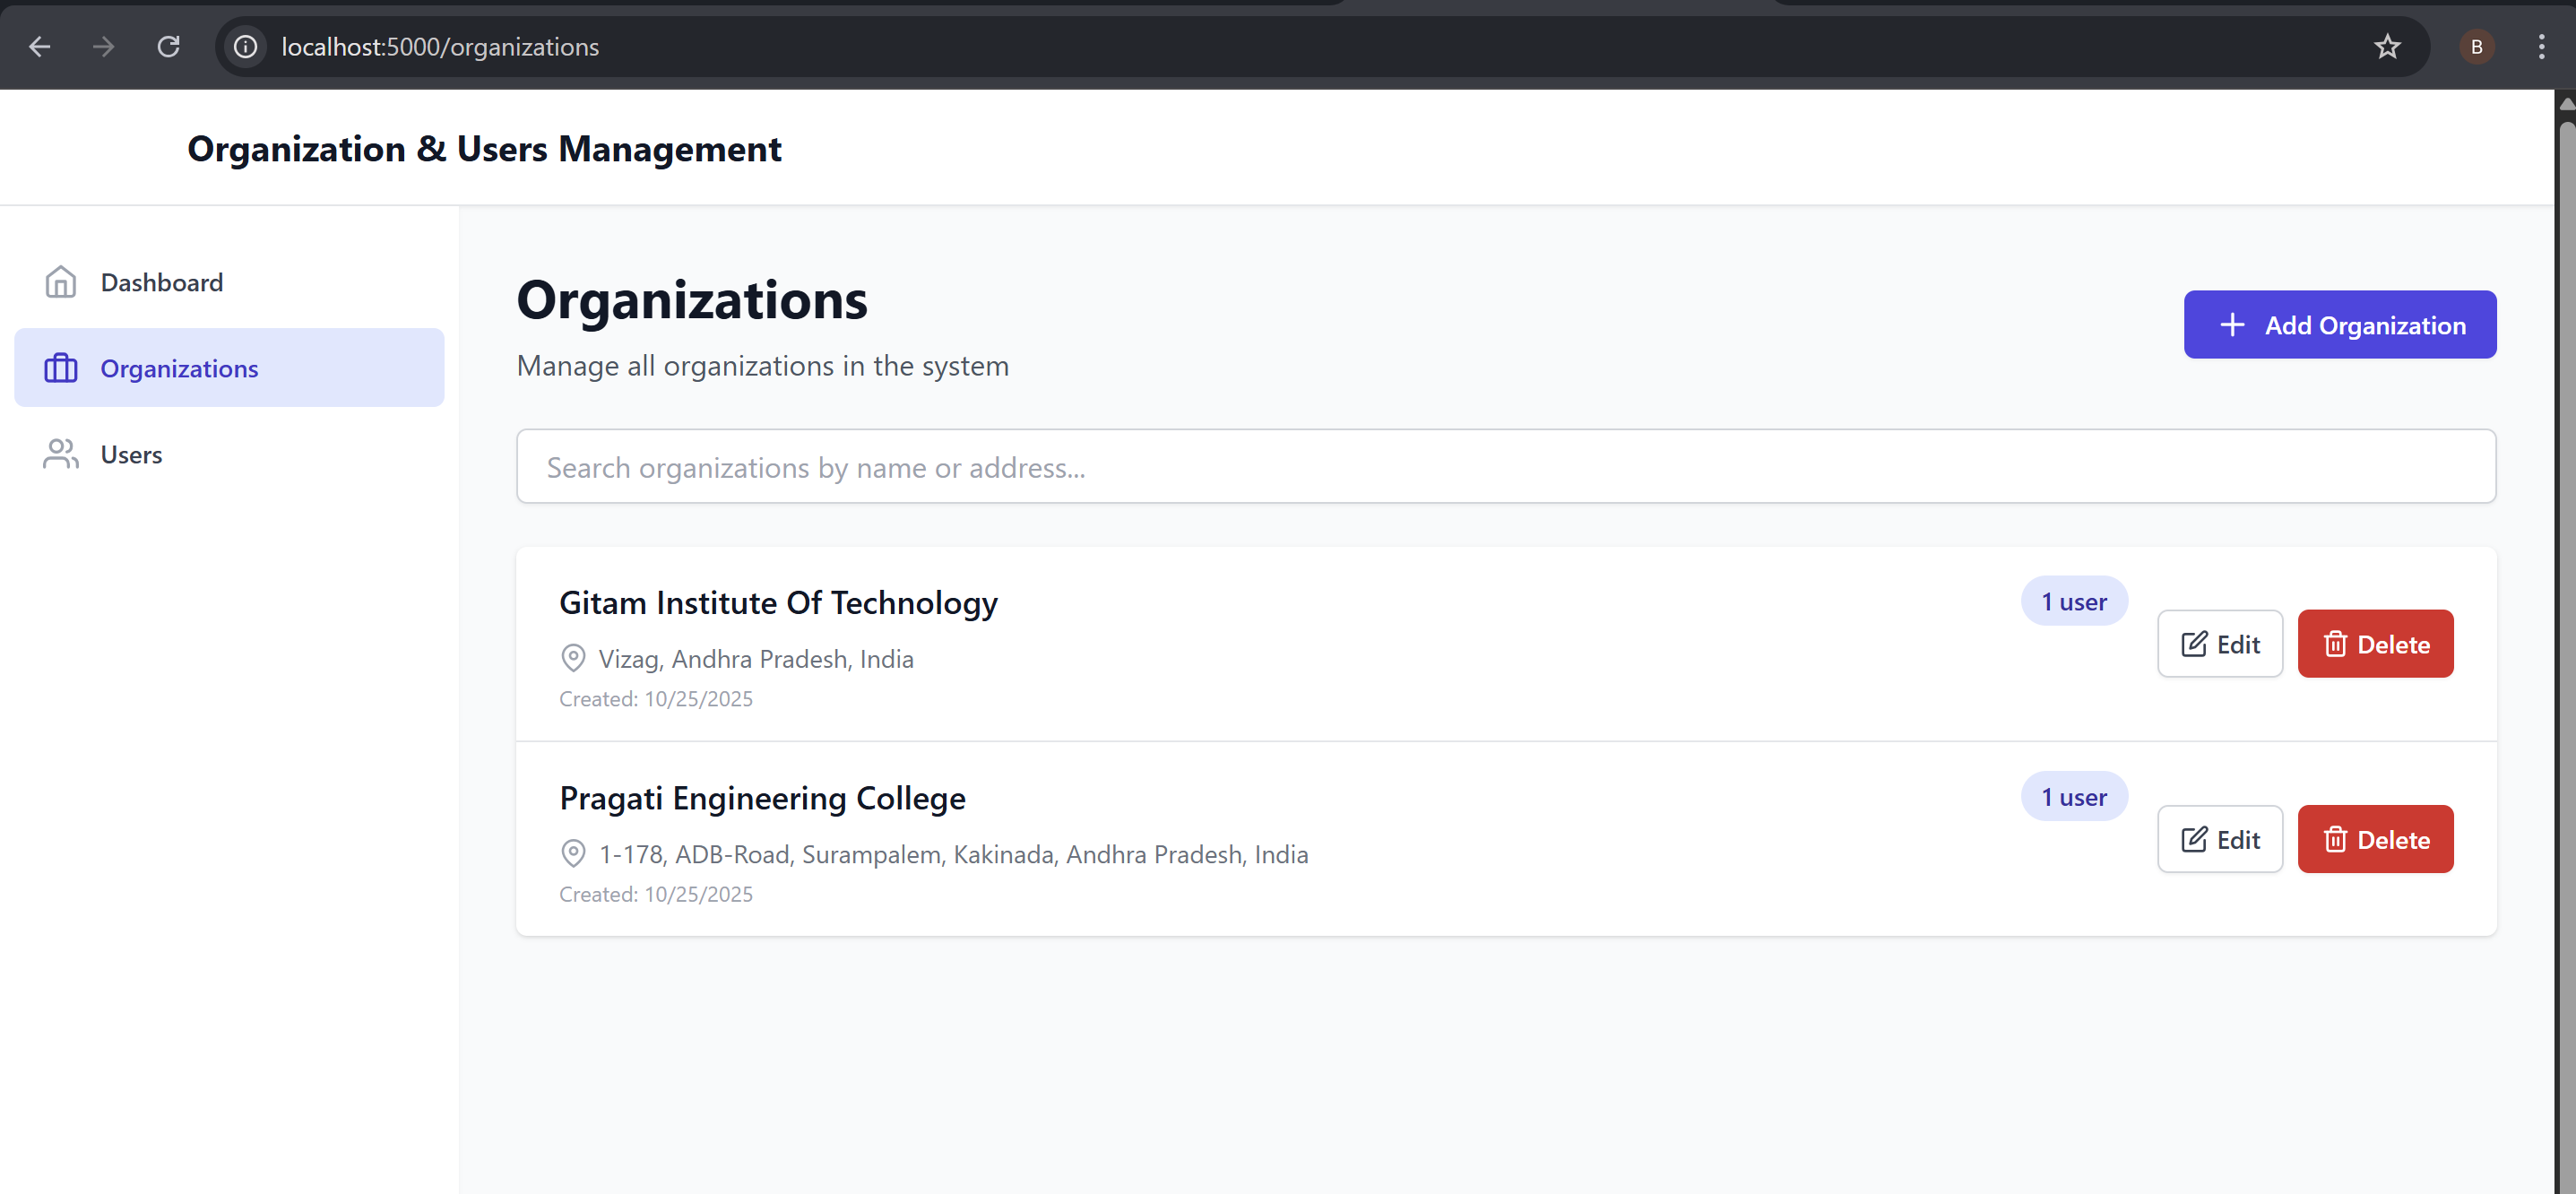 localhost:5000/organizations
B
Organization & Users Management
Dashboard
Organizations
Users
Organizations
Manage all organizations in the system
Add Organization
Search organizations by name or address...
Gitam Institute Of Technology
1 user
Vizag, Andhra Pradesh, India
Edit
Delete
Created: 10/25/2025
Pragati Engineering College
1 user
1-178, ADB-Road, Surampalem, Kakinada, Andhra Pradesh, India
Edit
Delete
Created: 10/25/2025